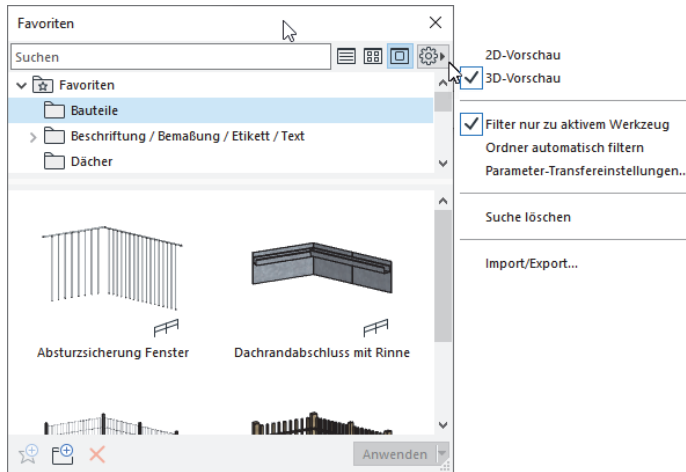 Favoriten
Suchen
Favoriten
Bauteile
Beschriftung / Bemaßung / Etikett / Text
Dächer
Absturzsicherung Fenster
Dachrandabschluss mit Rinne
Anwenden
2D-Vorschau
3D-Vorschau
Filter nur zu aktivem Werkzeug
Ordner automatisch filtern
Parameter-Transfereinstellungen...
Suche löschen
Import/Export...